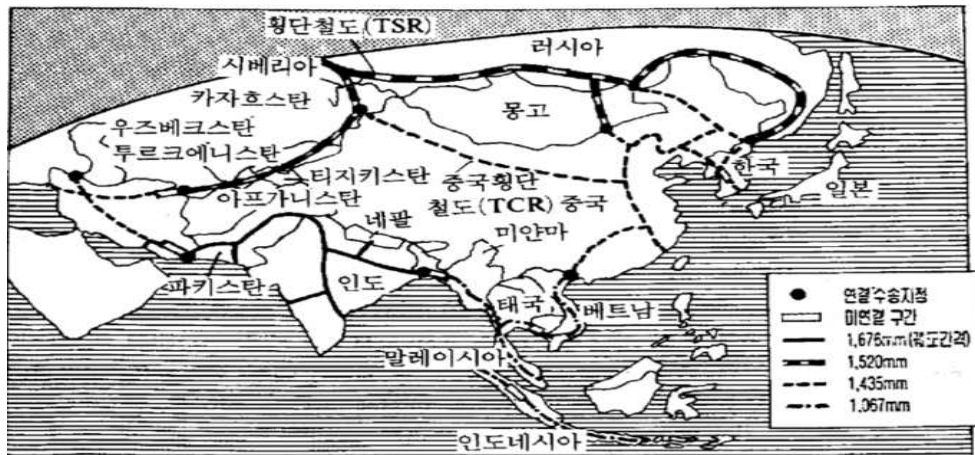 횡단철도(TSR)
러시아
시베리아
카자흐스탄
몽고
우즈베크스탄
투르크에니스탄
티지키스탄
중국횡단
한국
아프가니스탄
철도(TCR) 중국
일본
네팔
미얀마
파키스탄
인도
태국
베트남
말레이시아
인도네시아
연결수송지점
미연결 구간
1,676mm(궤도간격)
1,520mm
1,435mm
1,067mm